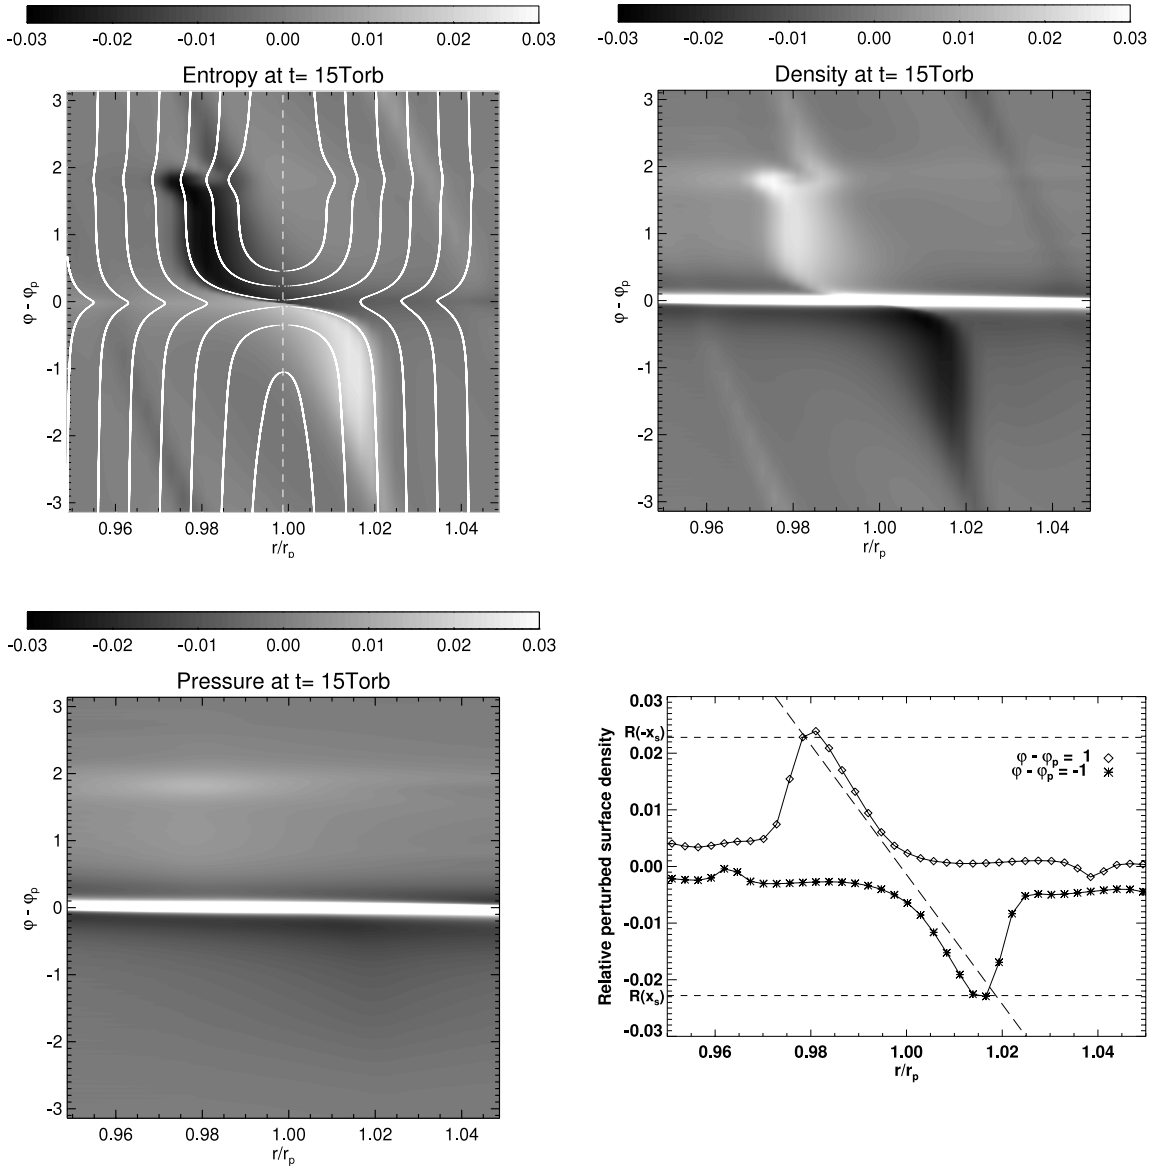 -0.03 -0.02 -0.01 0.00 0.01 0.02 0.03
Entropy at t= 15Torb
3
2
1
0
-1
-2
-3
φ - φp
0.96 0.98 1.00 1.02 1.04
r/rp
-0.03 -0.02 -0.01 0.00 0.01 0.02 0.03
Density at t= 15Torb
3
2
1
0
-1
-2
-3
φ - φp
0.96 0.98 1.00 1.02 1.04
r/rp
-0.03 -0.02 -0.01 0.00 0.01 0.02 0.03
Pressure at t= 15Torb
3
2
1
0
-1
-2
-3
φ - φp
0.96 0.98 1.00 1.02 1.04
r/rp
0.03
R(-xs)
0.02
0.01
0.00
-0.01
-0.02
R(xs)
-0.03
Relative perturbed surface density
φ - φp = 1
φ - φp = -1
0.96 0.98 1.00 1.02 1.04
r/rp